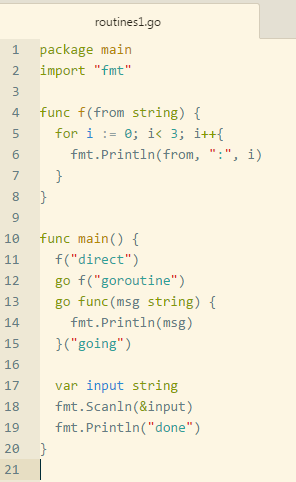 routines1.go
1 package main
2 import "fmt"
3
4 func f(from string) {
5   for i := 0; i< 3; i++{
6     fmt.Println(from, ":", i)
7   }
8 }
9
10 func main() {
11   f("direct")
12   go f("goroutine")
13   go func(msg string) {
14     fmt.Println(msg)
15   }("going")
16
17   var input string
18   fmt.Scanln(&input)
19   fmt.Println("done")
20 }
21